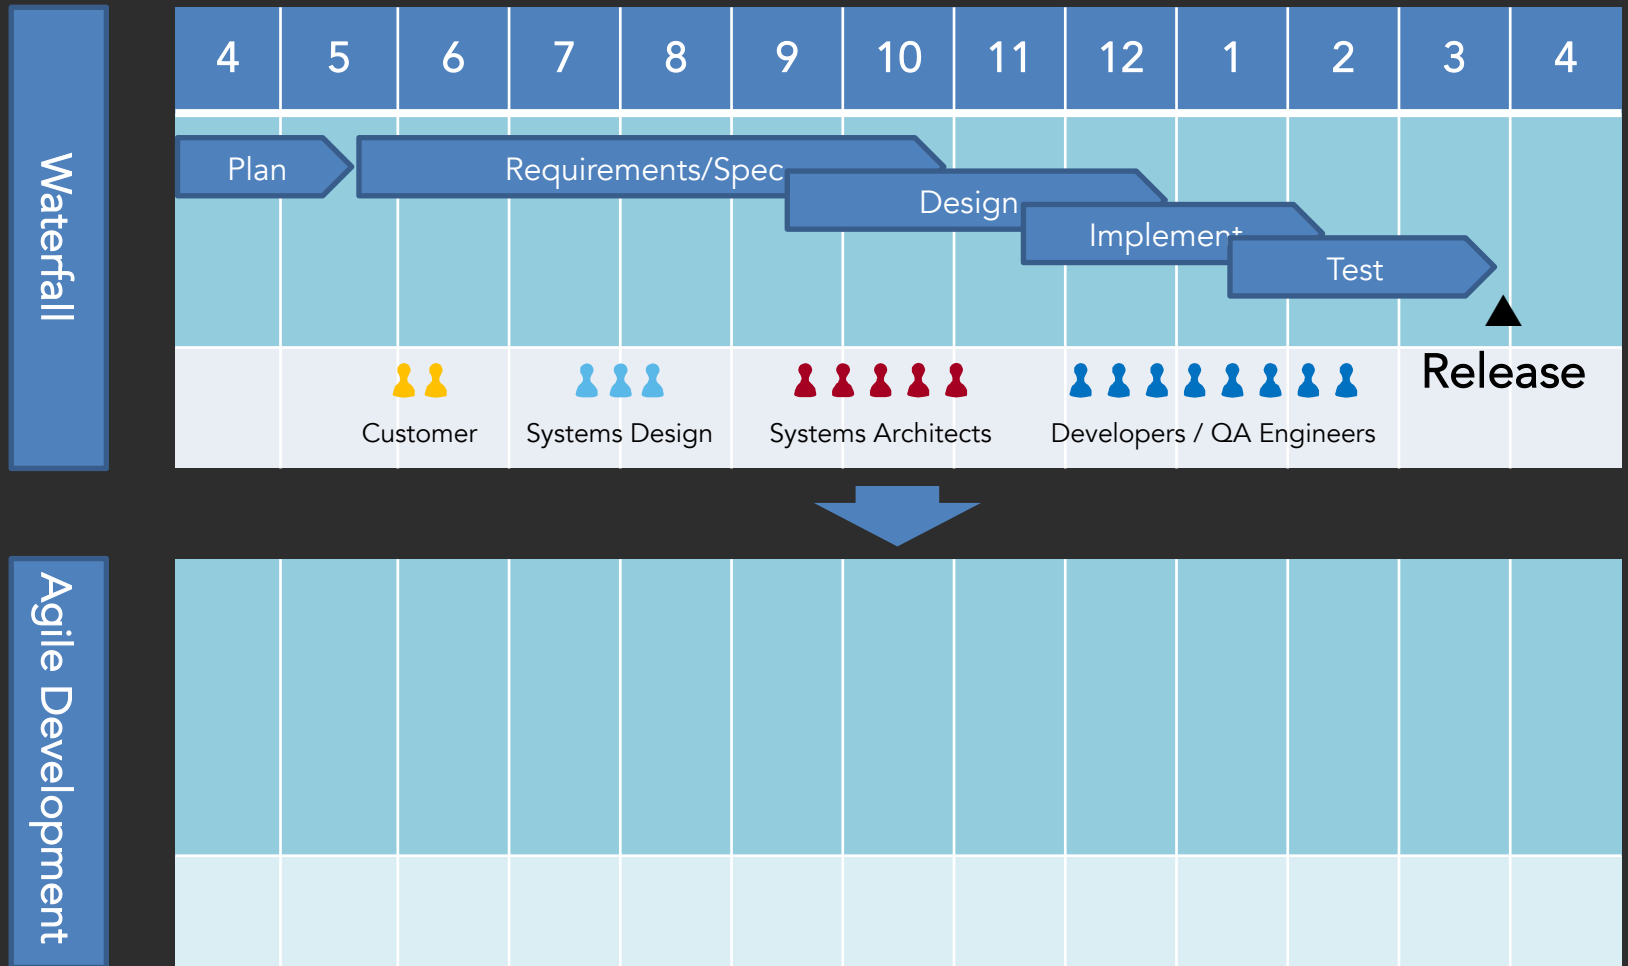 Waterfall
4 5 6 7 8 9 10 11 12 1 2 3 4
Plan
Requirements/Spec
Design
Implement
Test
Release
Customer
Systems Design
Systems Architects
Developers / QA Engineers
Agile Development